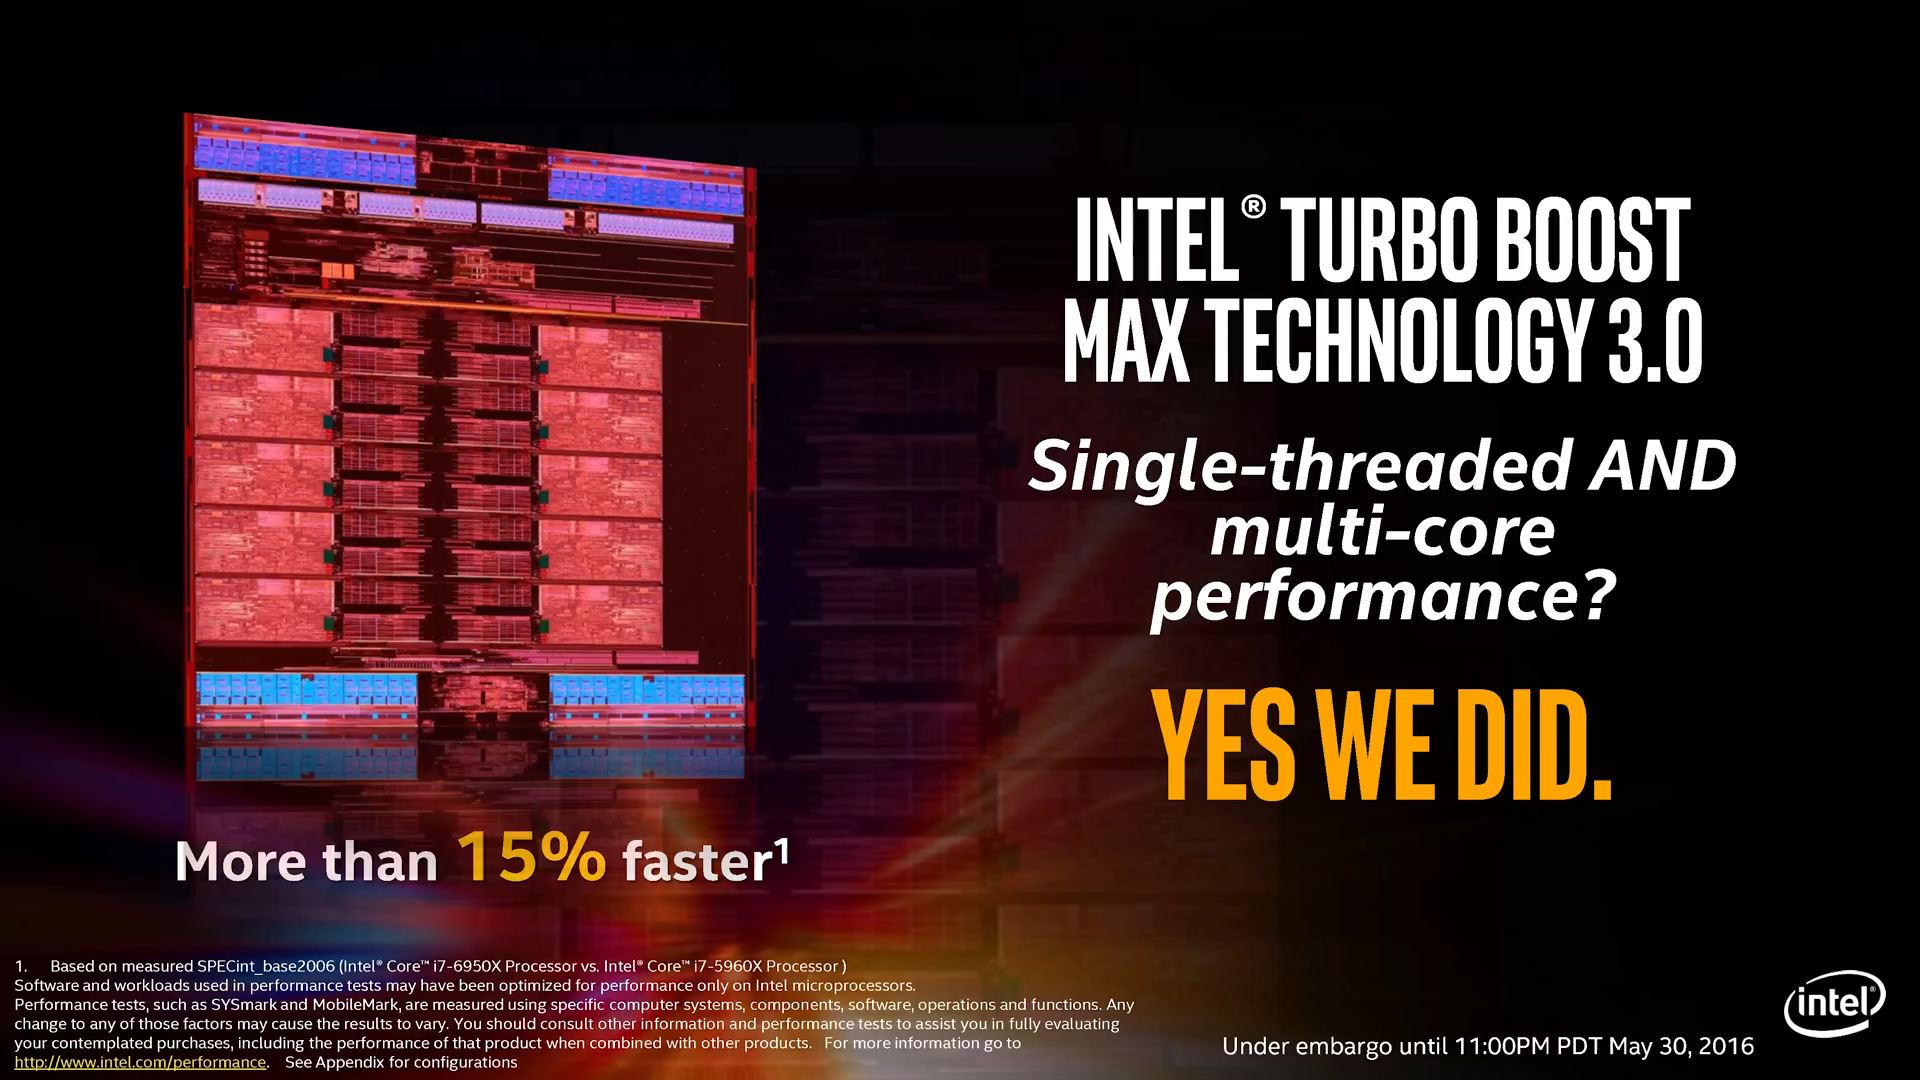 INTEL® TURBO BOOST
MAX TECHNOLOGY 3.0
Single-threaded AND
multi-core
performance?
YES WE DID.
More than 15% faster¹
1. Based on measured SPECint_base2006 (Intel® Core™ i7-6950X Processor vs. Intel® Core™ i7-5960X Processor )
Software and workloads used in performance tests may have been optimized for performance only on Intel microprocessors.
Performance tests, such as SYSmark and MobileMark, are measured using specific computer systems, components, software, operations and functions. Any
change to any of those factors may cause the results to vary. You should consult other information and performance tests to assist you in fully evaluating
your contemplated purchases, including the performance of that product when combined with other products. For more information go to
http://www.intel.com/performance. See Appendix for configurations
Under embargo until 11:00PM PDT May 30, 2016
intel®